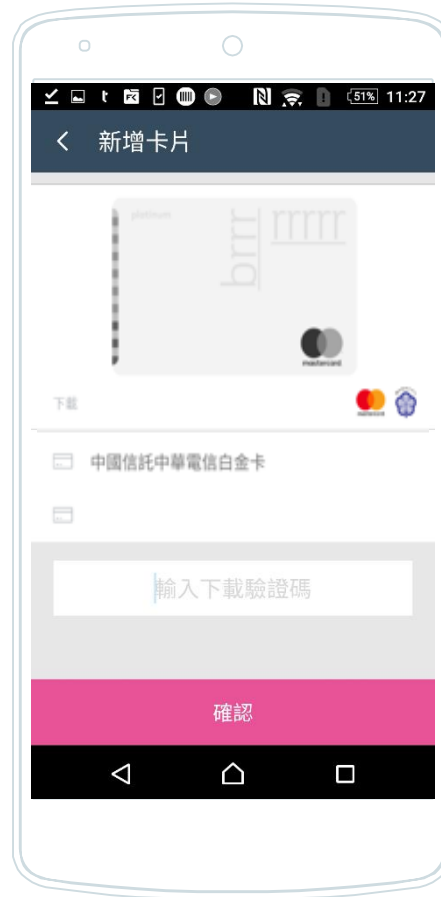 51% 11:27
新增卡片
platinum
brrr
rrrrr
mastercard
下載
中國信託中華電信白金卡
輸入下載驗證碼
確認